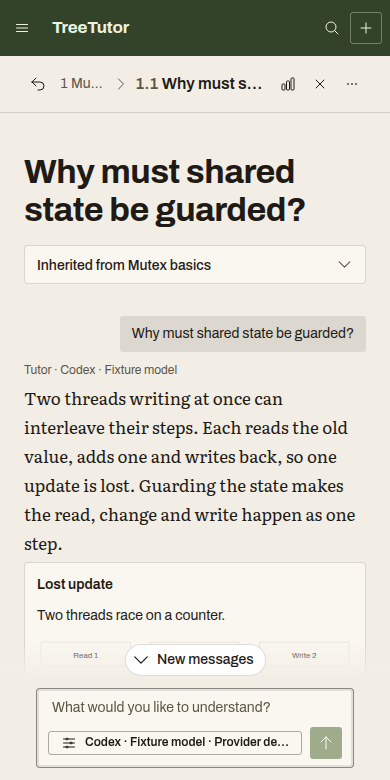 TreeTutor
1 Mu...
1.1 Why must s...
Why must shared
state be guarded?
Inherited from Mutex basics
Why must shared state be guarded?
Tutor · Codex · Fixture model
Two threads writing at once can
interleave their steps. Each reads the old
value, adds one and writes back, so one
update is lost. Guarding the state makes
the read, change and write happen as one
step.
Lost update
Two threads race on a counter.
Read 1
Write 2
New messages
What would you like to understand?
Codex · Fixture model · Provider de...